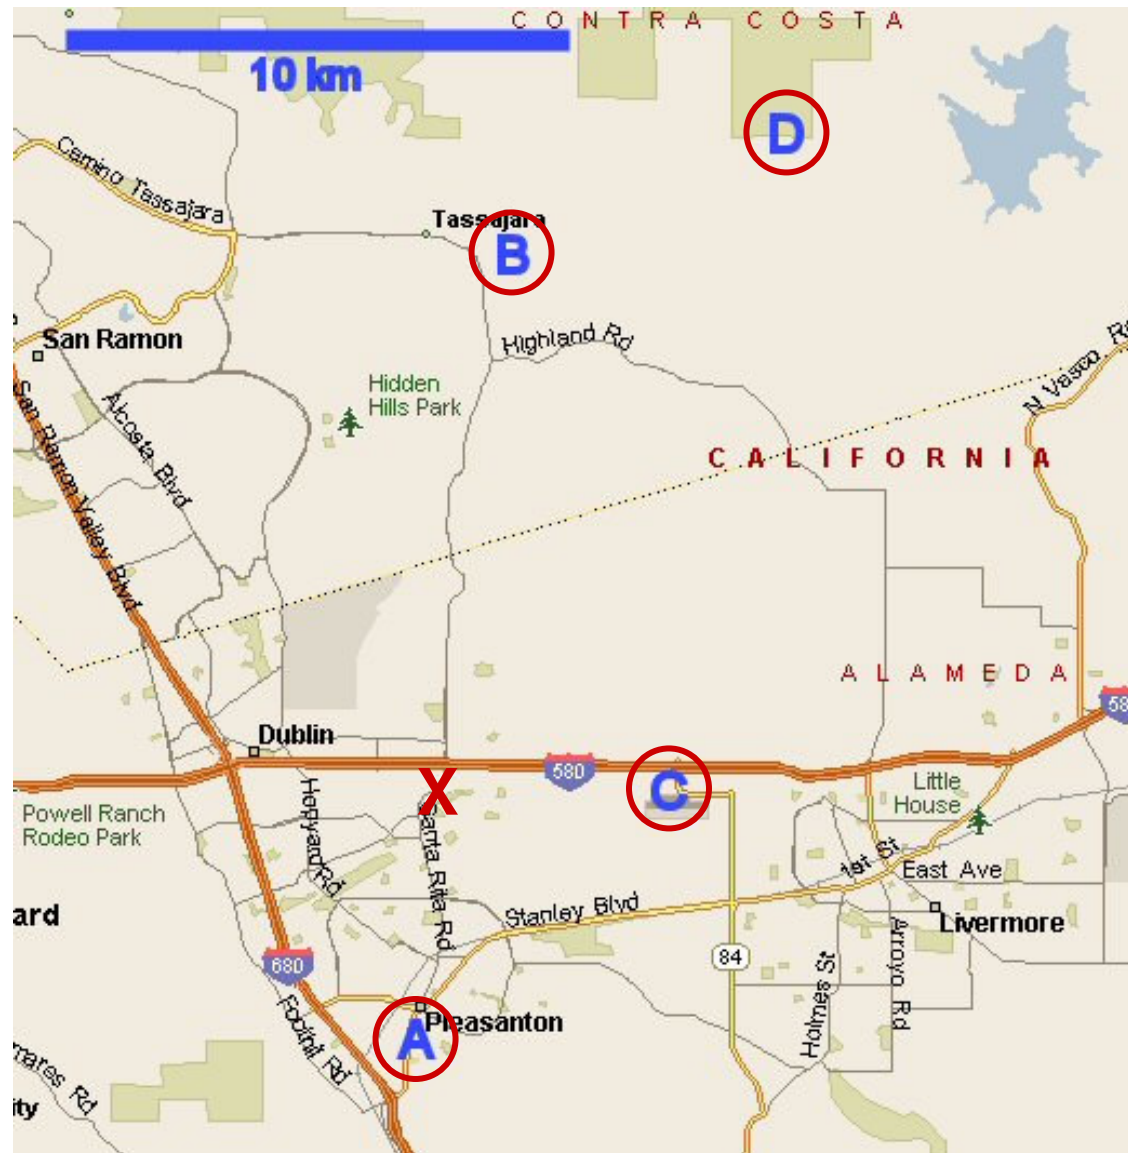 CONTRA COSTA
10 km
D
Camino Tassajara
Tassajara
B
San Ramon
Highland Rd
N Vasco
Hidden
Hills Park
Alcosta Blvd
San Ramon Valley Blvd
CALIFORNIA
ALAMEDA
58
Dublin
580
X
C
Little
House
Powell Ranch
Rodeo Park
Hopyard Rd
Santa Rita Rd
1st St
East Ave
Stanley Blvd
ard
Livermore
680
84
Holmes St
Arroyo Rd
Foothill Rd
Pleasanton
A
mares Rd
ity